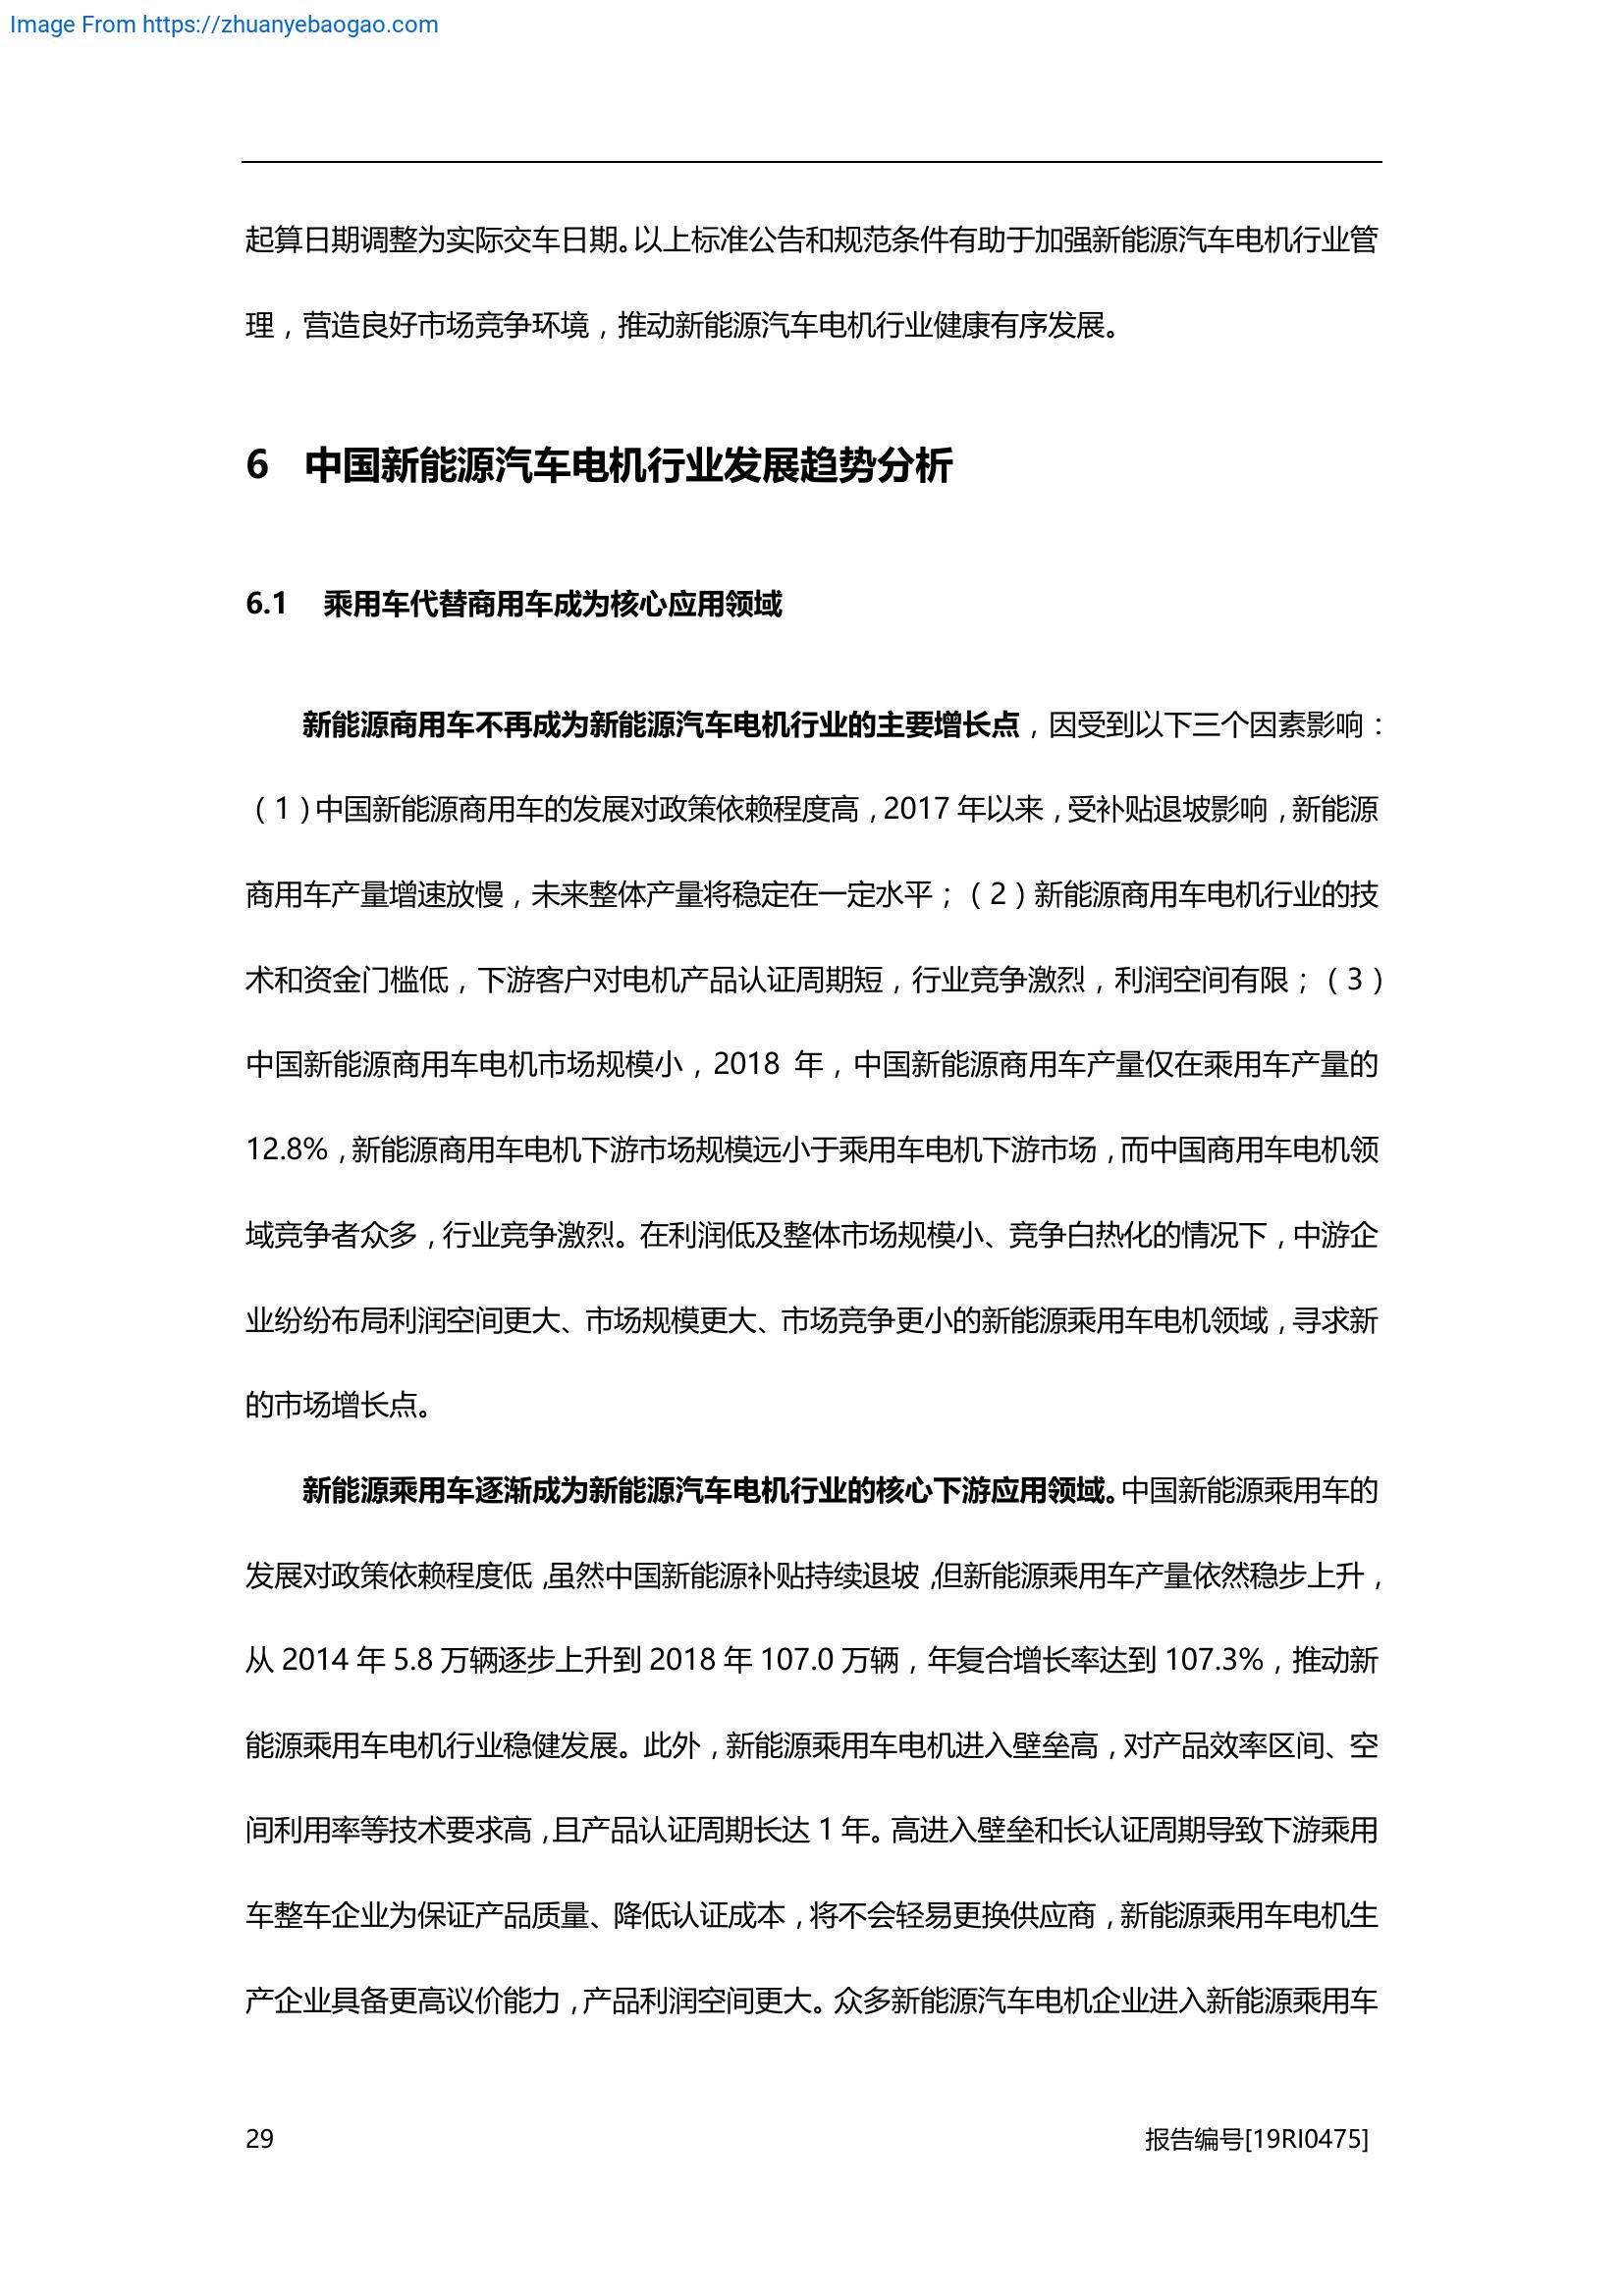 Image From https://zhuanyebaogao.com
起算日期调整为实际交车日期。以上标准公告和规范条件有助于加强新能源汽车电机行业管
理，营造良好市场竞争环境，推动新能源汽车电机行业健康有序发展。
6 中国新能源汽车电机行业发展趋势分析
6.1 乘用车代替商用车成为核心应用领域
新能源商用车不再成为新能源汽车电机行业的主要增长点，因受到以下三个因素影响：
（1）中国新能源商用车的发展对政策依赖程度高，2017 年以来，受补贴退坡影响，新能源
商用车产量增速放慢，未来整体产量将稳定在一定水平；（2）新能源商用车电机行业的技
术和资金门槛低，下游客户对电机产品认证周期短，行业竞争激烈，利润空间有限；（3）
中国新能源商用车电机市场规模小，2018 年，中国新能源商用车产量仅在乘用车产量的
12.8%，新能源商用车电机下游市场规模远小于乘用车电机下游市场，而中国商用车电机领
域竞争者众多，行业竞争激烈。在利润低及整体市场规模小、竞争白热化的情况下，中游企
业纷纷布局利润空间更大、市场规模更大、市场竞争更小的新能源乘用车电机领域，寻求新
的市场增长点。
新能源乘用车逐渐成为新能源汽车电机行业的核心下游应用领域。中国新能源乘用车的
发展对政策依赖程度低，虽然中国新能源补贴持续退坡，但新能源乘用车产量依然稳步上升，
从 2014 年 5.8 万辆逐步上升到 2018 年 107.0 万辆，年复合增长率达到 107.3%，推动新
能源乘用车电机行业稳健发展。此外，新能源乘用车电机进入壁垒高，对产品效率区间、空
间利用率等技术要求高，且产品认证周期长达 1 年。高进入壁垒和长认证周期导致下游乘用
车整车企业为保证产品质量、降低认证成本，将不会轻易更换供应商，新能源乘用车电机生
产企业具备更高议价能力，产品利润空间更大。众多新能源汽车电机企业进入新能源乘用车
29 报告编号[19RI0475]